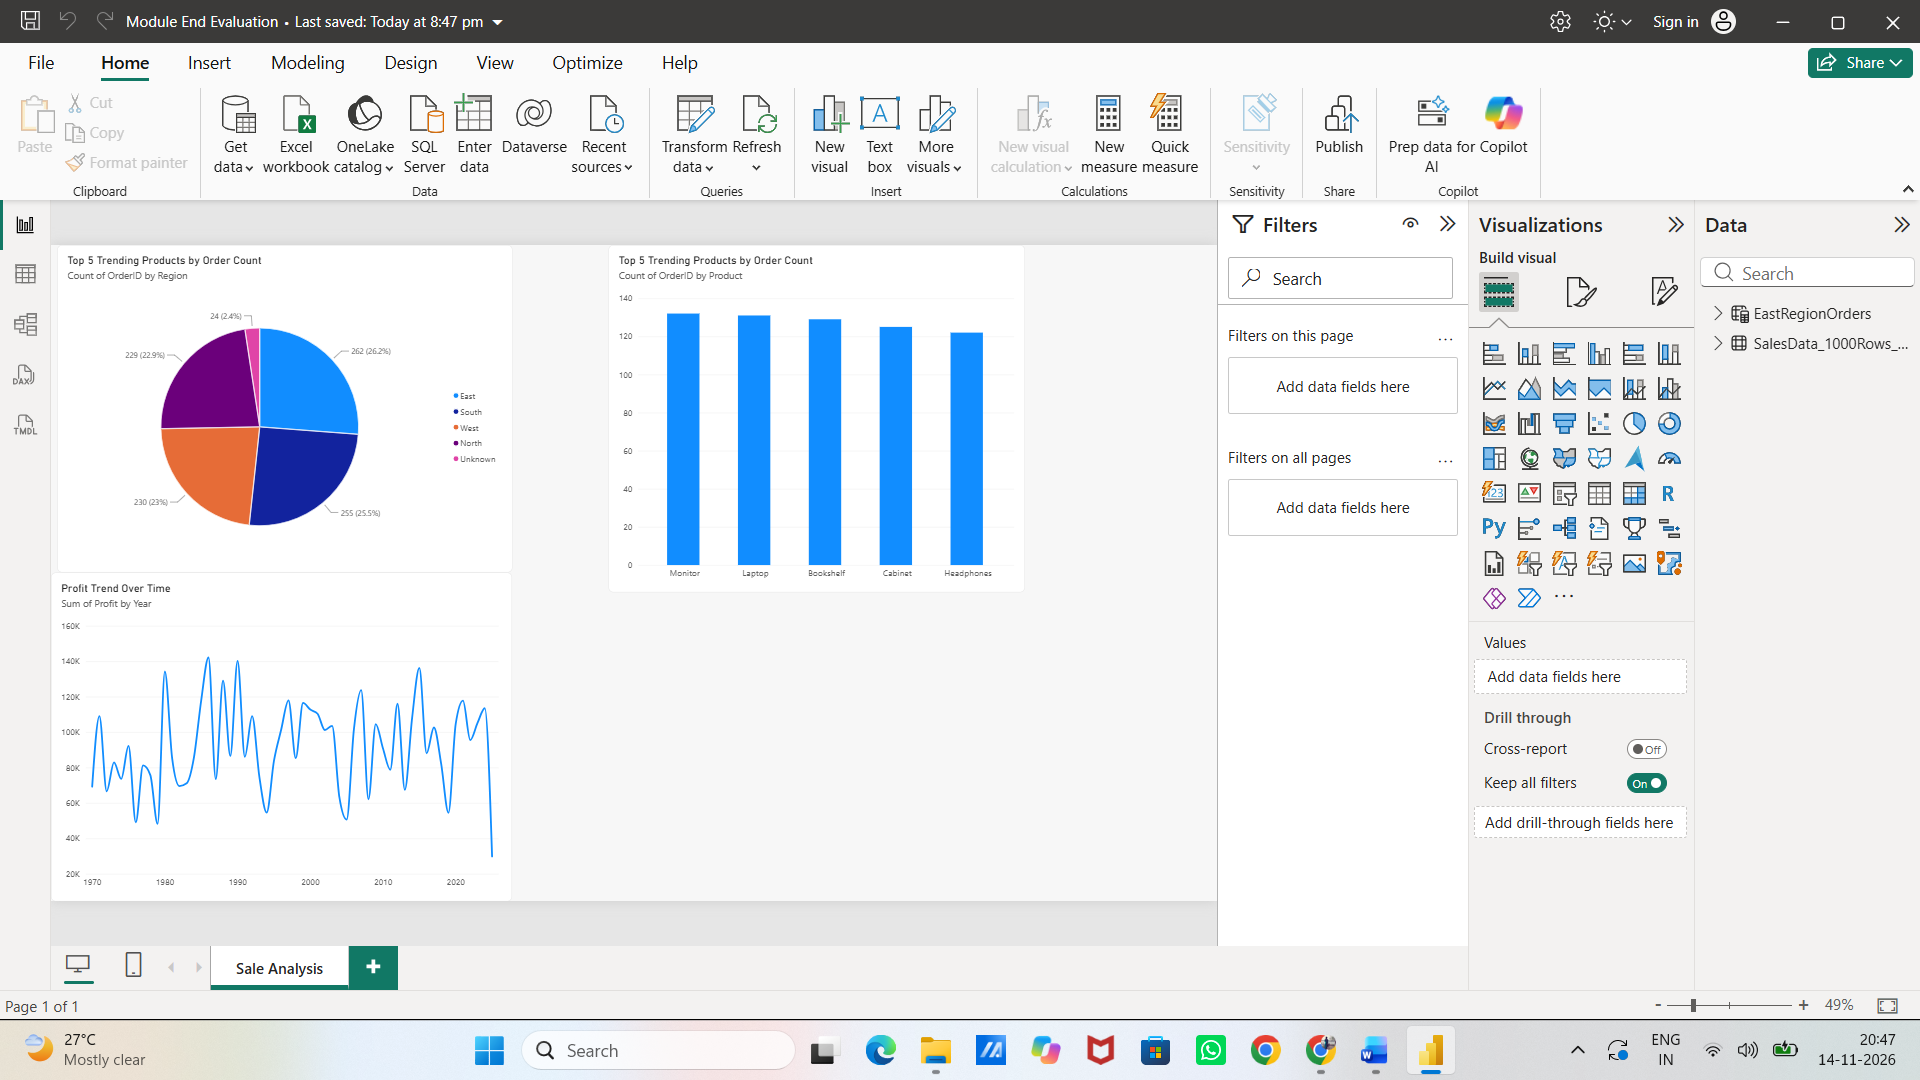 Module End Evaluation • Last saved: Today at 8:47 pm
Sign in
File Home Insert Modeling Design View Optimize Help
Share
Paste
Cut
Copy
Format painter
Clipboard
Get data
Excel workbook
OneLake catalog
SQL Server
Enter data
Dataverse
Recent sources
Data
Transform data
Refresh
Queries
New visual
Text box
More visuals
Insert
New visual calculation
New measure
Quick measure
Calculations
Sensitivity
Sensitivity
Publish
Share
Prep data for AI
Copilot
Copilot
DAX
TMDL
Top 5 Trending Products by Order Count
Count of OrderID by Region
24 (2.4%)
229 (22.9%)
262 (26.2%)
230 (23%)
255 (25.5%)
East
South
West
North
Unknown
Top 5 Trending Products by Order Count
Count of OrderID by Product
140
120
100
80
60
40
20
0
Monitor Laptop Bookshelf Cabinet Headphones
Profit Trend Over Time
Sum of Profit by Year
160K
140K
120K
100K
80K
60K
40K
20K
1970 1980 1990 2000 2010 2020
Filters
Search
Filters on this page ...
Add data fields here
Filters on all pages ...
Add data fields here
Visualizations
Build visual
123
R
Py
...
Values
Add data fields here
Drill through
Cross-report Off
Keep all filters On
Add drill-through fields here
Data
Search
EastRegionOrders
SalesData_1000Rows_...
Sale Analysis
+
Page 1 of 1
- + 49%
27°C
Mostly clear
Search
ENG
IN
20:47
14-11-2026